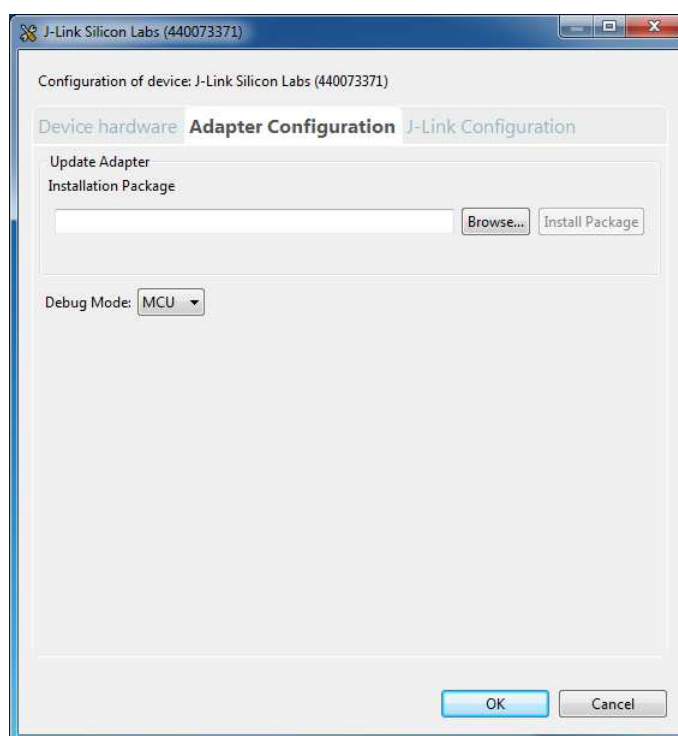 J-Link Silicon Labs (440073371)
Configuration of device: J-Link Silicon Labs (440073371)
Device hardware Adapter Configuration J-Link Configuration
Update Adapter
Installation Package
Browse... Install Package
Debug Mode: MCU
OK Cancel